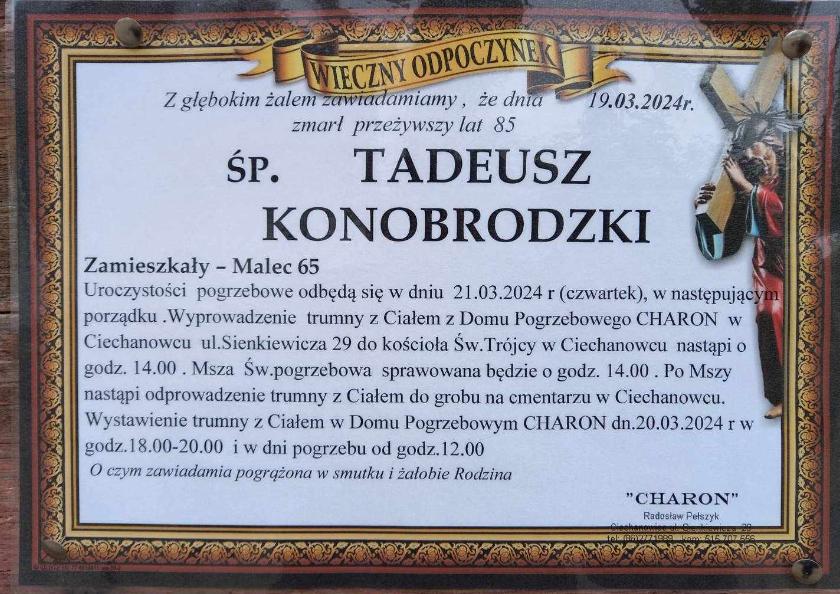 WIECZNY ODPOCZYNEK
Z głębokim żalem zawiadamiamy , że dnia 19.03.2024r.
zmarł przeżywszy lat 85
ŚP. TADEUSZ
KONOBRODZKI
Zamieszkały – Malec 65
Uroczystości pogrzebowe odbędą się w dniu 21.03.2024 r (czwartek), w następującym
porządku .Wyprowadzenie trumny z Ciałem z Domu Pogrzebowego CHARON w
Ciechanowcu ul.Sienkiewicza 29 do kościoła Św.Trójcy w Ciechanowcu nastąpi o
godz. 14.00 . Msza Św.pogrzebowa sprawowana będzie o godz. 14.00 . Po Mszy
nastąpi odprowadzenie trumny z Ciałem do grobu na cmentarzu w Ciechanowcu.
Wystawienie trumny z Ciałem w Domu Pogrzebowym CHARON dn.20.03.2024 r w
godz.18.00-20.00 i w dni pogrzebu od godz.12.00
O czym zawiadamia pogrążona w smutku i żałobie Rodzina
"CHARON"
Radosław Pełszyk